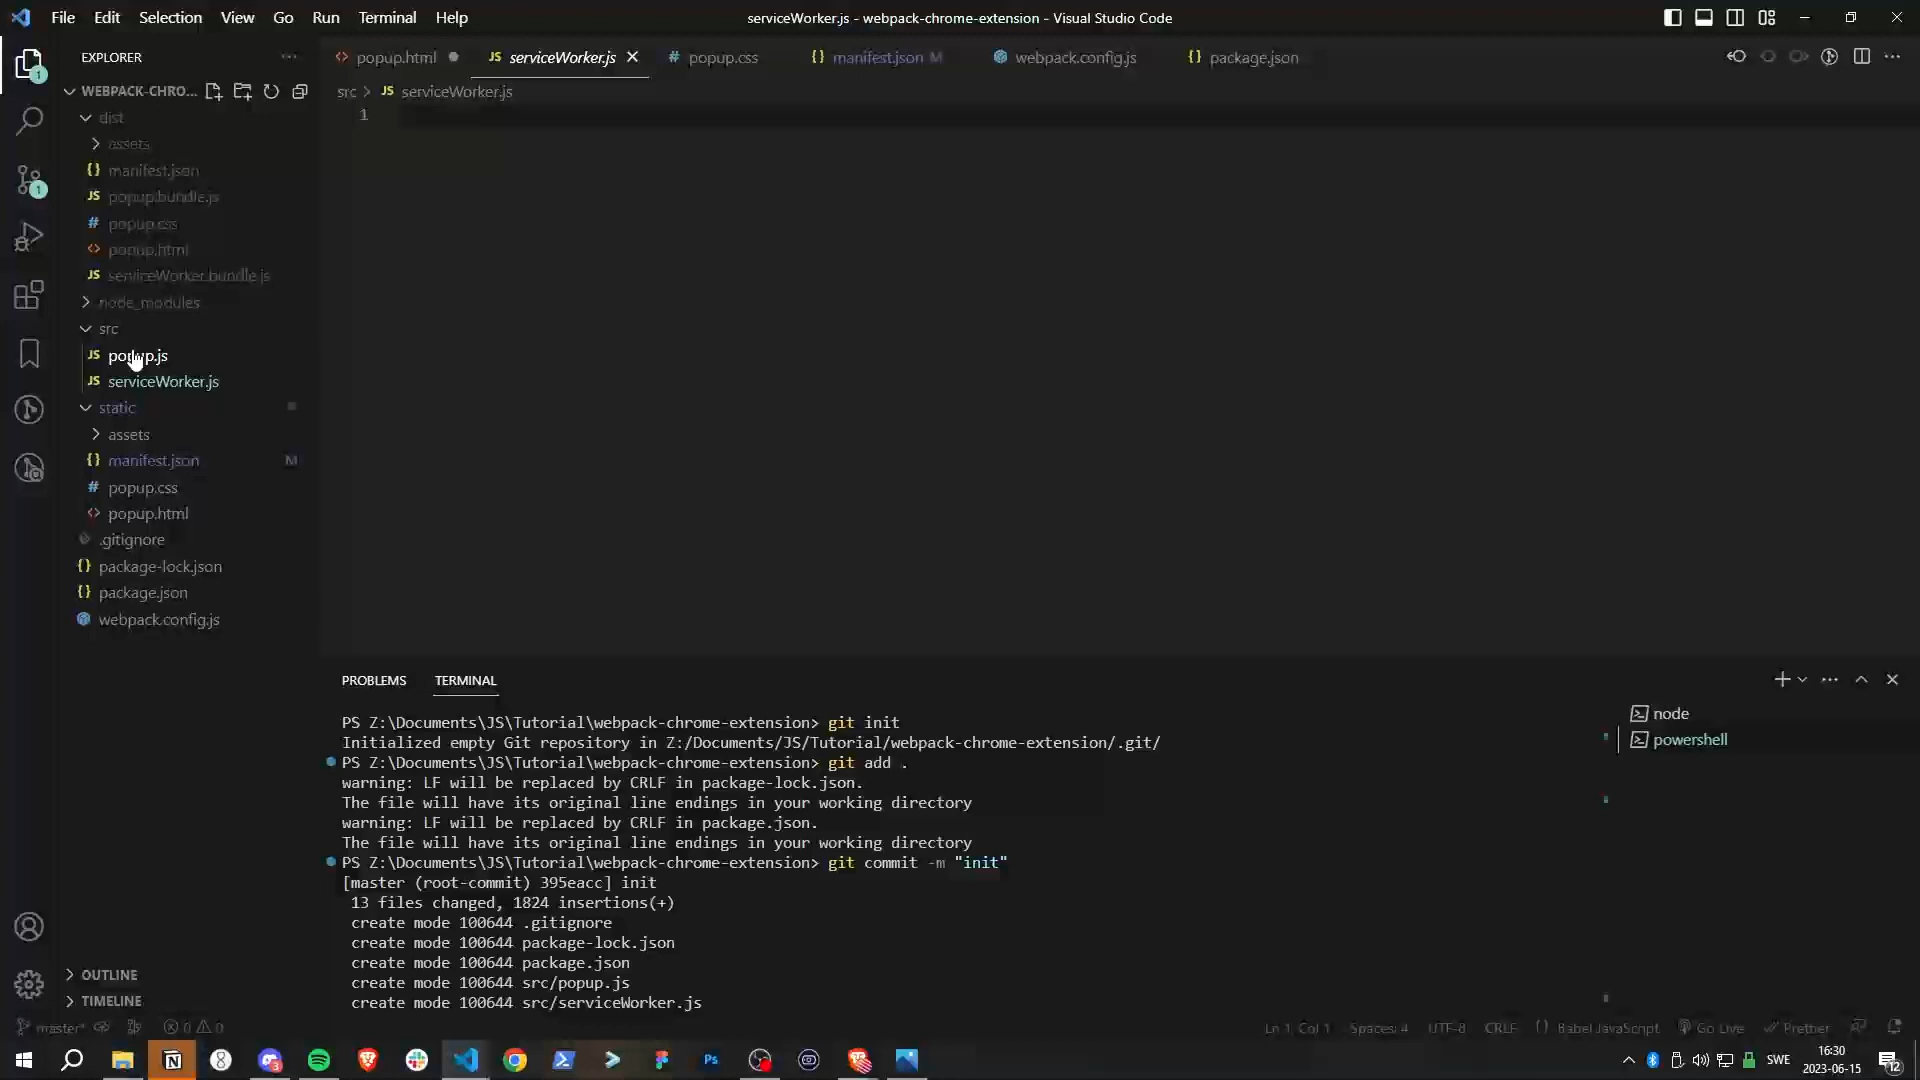 File Edit Selection View Go Run Terminal Help
serviceWorker.js - webpack-chrome-extension - Visual Studio Code
EXPLORER
popup.html
serviceWorker.js
popup.css
manifest.json M
webpack.config.js
package.json
WEBPACK-CHRO...
src > JS serviceWorker.js
1
dist
assets
manifest.json
popup.bundle.js
popup.css
popup.html
serviceWorker.bundle.js
node_modules
src
popup.js
serviceWorker.js
static
assets
manifest.json M
popup.css
popup.html
.gitignore
package-lock.json
package.json
webpack.config.js
OUTLINE
TIMELINE
PROBLEMS TERMINAL
PS Z:\Documents\JS\Tutorial\webpack-chrome-extension> git init
Initialized empty Git repository in Z:/Documents/JS/Tutorial/webpack-chrome-extension/.git/
PS Z:\Documents\JS\Tutorial\webpack-chrome-extension> git add .
warning: LF will be replaced by CRLF in package-lock.json.
The file will have its original line endings in your working directory
warning: LF will be replaced by CRLF in package.json.
The file will have its original line endings in your working directory
PS Z:\Documents\JS\Tutorial\webpack-chrome-extension> git commit -m "init"
[master (root-commit) 395eacc] init
13 files changed, 1824 insertions(+)
create mode 100644 .gitignore
create mode 100644 package-lock.json
create mode 100644 package.json
create mode 100644 src/popup.js
create mode 100644 src/serviceWorker.js
node
powershell
master* 0 0
Ln 1, Col 1 Spaces: 4 UTF-8 CRLF Babel JavaScript Go Live Prettier
SWE
16:30
2023-06-15
12